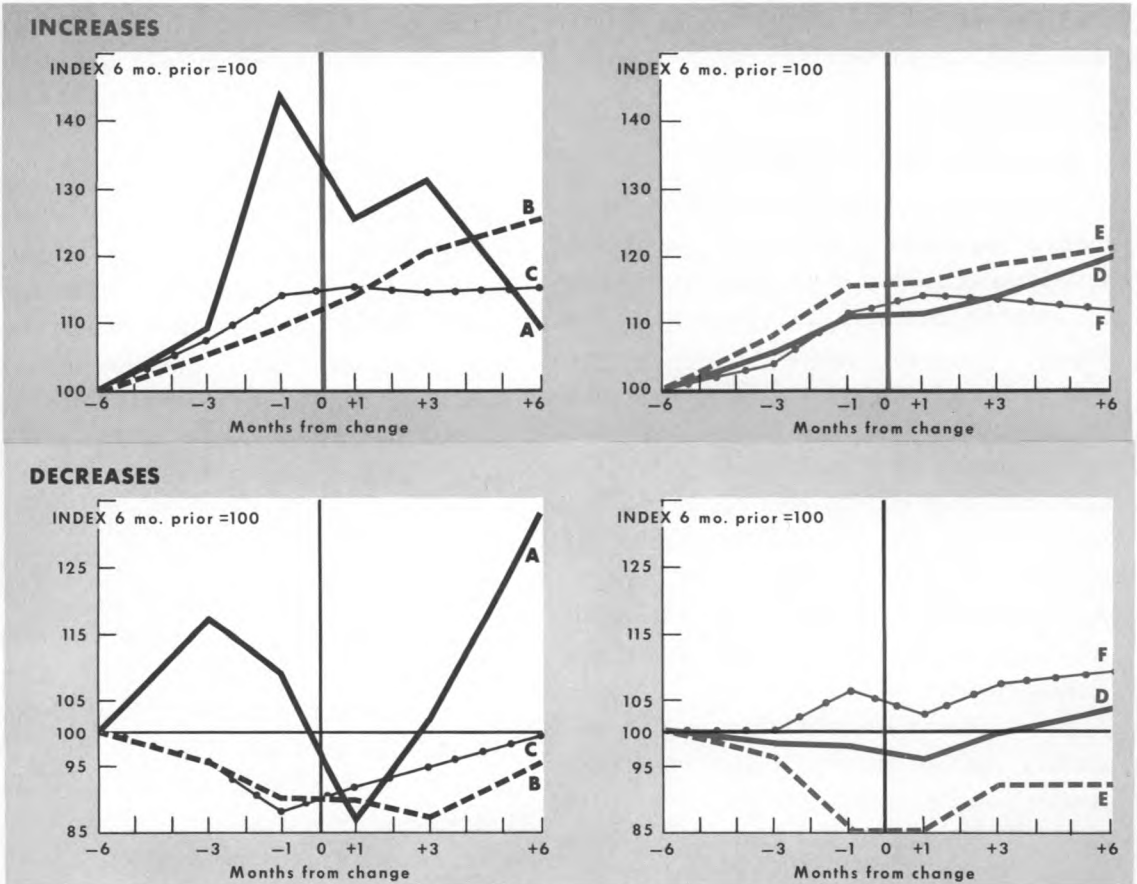 INCREASES
INDEX 6 mo. prior =100
140
130
120
110
100
B
C
A
−6 −3 −1 0 +1 +3 +6
Months from change
INDEX 6 mo. prior =100
140
130
120
110
100
E
D
F
−6 −3 −1 0 +1 +3 +6
Months from change
DECREASES
INDEX 6 mo. prior =100
125
115
105
100
95
85
A
C
B
−6 −3 −1 0 +1 +3 +6
Months from change
INDEX 6 mo. prior =100
125
115
105
100
95
85
F
D
E
−6 −3 −1 0 +1 +3 +6
Months from change